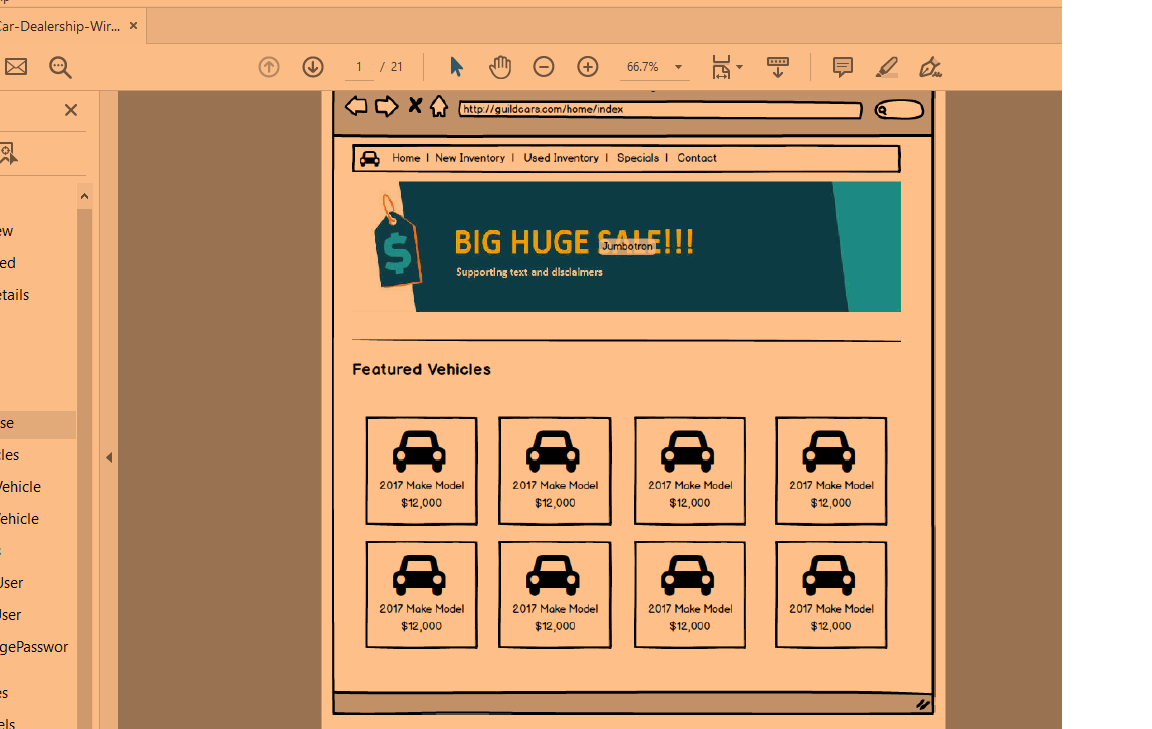 Car-Dealership-Wir...
1 / 21
66.7%
http://guildcars.com/home/index
Home | New Inventory | Used Inventory | Specials | Contact
BIG HUGE SALE!!!
Jumbotron
Supporting text and disclaimers
$
Featured Vehicles
2017 Make Model 2017 Make Model 2017 Make Model 2017 Make Model
$12,000 $12,000 $12,000 $12,000
2017 Make Model 2017 Make Model 2017 Make Model 2017 Make Model
$12,000 $12,000 $12,000 $12,000
ew
ed
etails
se
les
Vehicle
ehicle
s
User
User
gePasswor
es
els